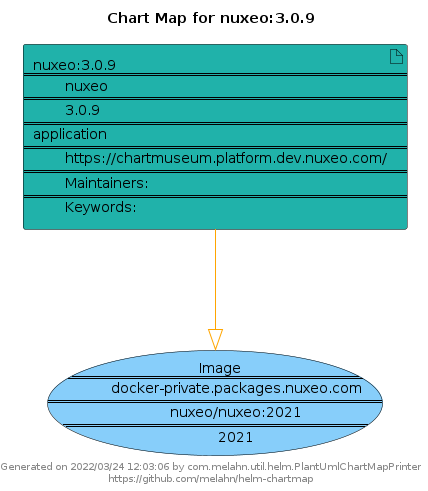 Chart Map for nuxeo:3.0.9
nuxeo:3.0.9
nuxeo
3.0.9
application
https://chartmuseum.platform.dev.nuxeo.com/
Maintainers:
Keywords:
Image
docker-private.packages.nuxeo.com
nuxeo/nuxeo:2021
2021
Generated on 2022/03/24 12:03:06 by com.melahn.util.helm.PlantUmlChartMapPrinter
https://github.com/melahn/helm-chartmap